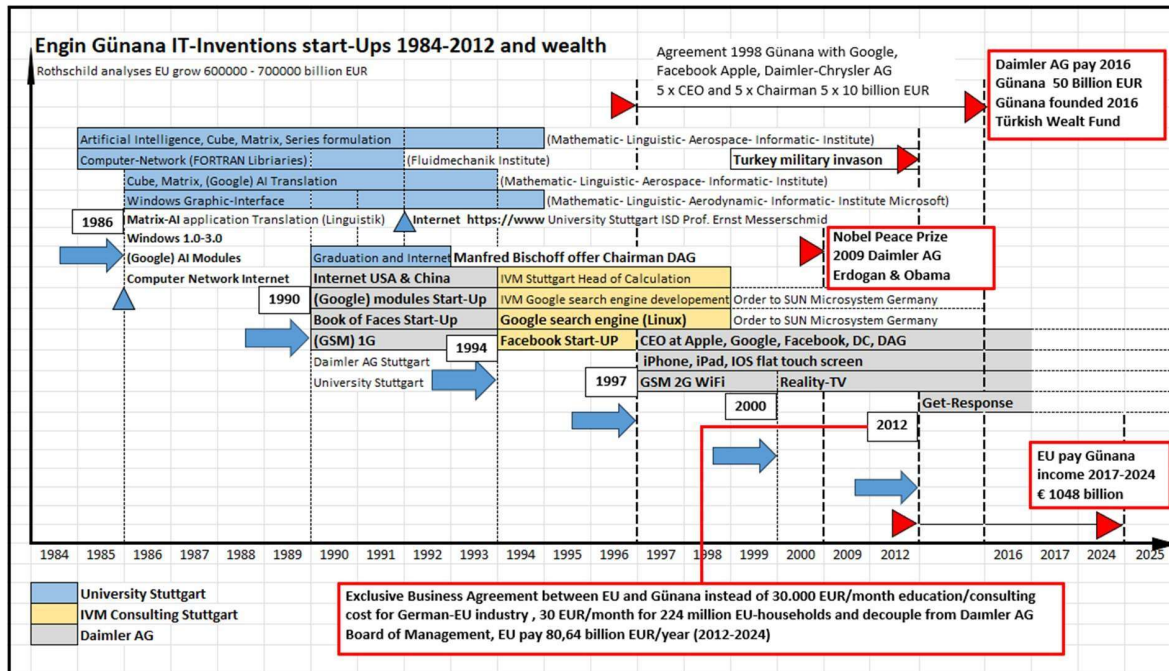 Engin Günana IT-Inventions start-Ups 1984-2012 and wealth
Rothschild analyses EU grow 600000 - 700000 billion EUR
Agreement 1998 Günana with Google,
Facebook Apple, Daimler-Chrysler AG
5 x CEO and 5 x Chairman 5 x 10 billion EUR
Daimler AG pay 2016
Günana 50 Billion EUR
Günana founded 2016
Türkish Wealt Fund
Artificial Intelligence, Cube, Matrix, Series formulation (Mathematic- Linguistic- Aerospace- Informatic- Institute)
Computer-Network (FORTRAN Libriaries) (Fluidmechanik Institute) Turkey military invason
Cube, Matrix, (Google) AI Translation (Mathematic- Linguistic- Aerospace- Informatic- Institute)
Windows Graphic-Interface (Mathematic- Linguistic- Aerodynamic- Informatic- Institute Microsoft)
1986 Matrix-AI application Translation (Linguistik) Internet https:/www University Stuttgart ISD Prof. Ernst Messerschmid
Windows 1.0-3.0
(Google) AI Modules
Computer Network Internet
Nobel Peace Prize
2009 Daimler AG
Erdogan & Obama
Graduation and Internet Manfred Bischoff offer Chairman DAG
Internet USA & China IVM Stuttgart Head of Calculation
1990 (Google) modules Start-Up IVM Google search engine developement Order to SUN Microsystem Germany
Book of Faces Start-Up Google search engine (Linux) Order to SUN Microsystem Germany
(GSM) 1G Facebook Start-UP CEO at Apple, Google, Facebook, DC, DAG
Daimler AG Stuttgart 1994 iPhone, iPad, IOS flat touch screen
University Stuttgart 1997 GSM 2G WiFi Reality-TV
2000 Get-Response
2012
EU pay Günana
income 2017-2024
€ 1048 billion
1984 1985 1986 1987 1988 1989 1990 1991 1992 1993 1994 1995 1996 1997 1998 1999 2000 2009 2012 2016 2017 2024 2025
University Stuttgart
IVM Consulting Stuttgart
Daimler AG
Exclusive Business Agreement between EU and Günana instead of 30.000 EUR/month education/consulting
cost for German-EU industry , 30 EUR/month for 224 million EU-households and decouple from Daimler AG
Board of Management, EU pay 80,64 billion EUR/year (2012-2024)